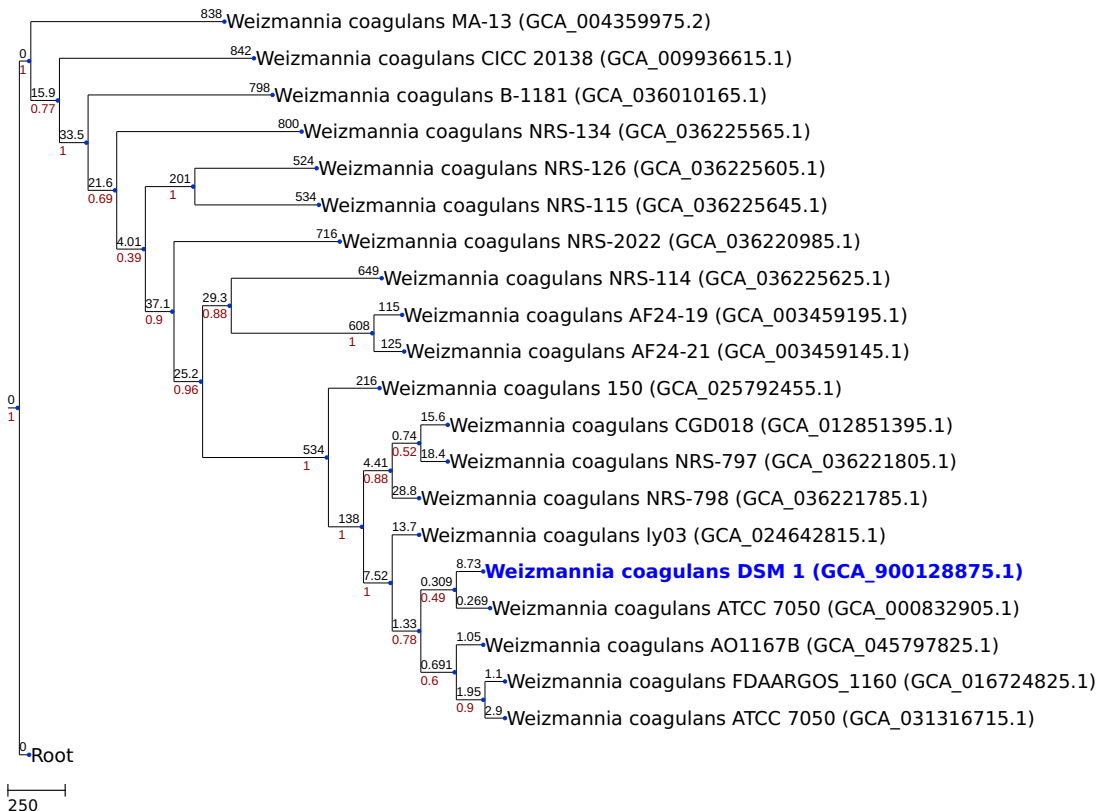 838 Weizmannia coagulans MA-13 (GCA_004359975.2)
0
1
842 Weizmannia coagulans CICC 20138 (GCA_009936615.1)
15.9
0.77
798 Weizmannia coagulans B-1181 (GCA_036010165.1)
33.5
1
800 Weizmannia coagulans NRS-134 (GCA_036225565.1)
21.6
0.69
524 Weizmannia coagulans NRS-126 (GCA_036225605.1)
201
1
534 Weizmannia coagulans NRS-115 (GCA_036225645.1)
4.01
0.39
716 Weizmannia coagulans NRS-2022 (GCA_036220985.1)
649 Weizmannia coagulans NRS-114 (GCA_036225625.1)
37.1
0.9
29.3
0.88
115 Weizmannia coagulans AF24-19 (GCA_003459195.1)
608
1
125 Weizmannia coagulans AF24-21 (GCA_003459145.1)
25.2
0.96
216 Weizmannia coagulans 150 (GCA_025792455.1)
0
1
15.6 Weizmannia coagulans CGD018 (GCA_012851395.1)
0.74
0.52
534
1
18.4 Weizmannia coagulans NRS-797 (GCA_036221805.1)
4.41
0.88
28.8 Weizmannia coagulans NRS-798 (GCA_036221785.1)
138
1
13.7 Weizmannia coagulans ly03 (GCA_024642815.1)
7.52
1
8.73 Weizmannia coagulans DSM 1 (GCA_900128875.1)
0.309
0.49
0.269 Weizmannia coagulans ATCC 7050 (GCA_000832905.1)
1.33
0.78
1.05 Weizmannia coagulans AO1167B (GCA_045797825.1)
0.691
0.6
1.1 Weizmannia coagulans FDAARGOS_1160 (GCA_016724825.1)
1.95
0.9
2.9 Weizmannia coagulans ATCC 7050 (GCA_031316715.1)
0 Root
250